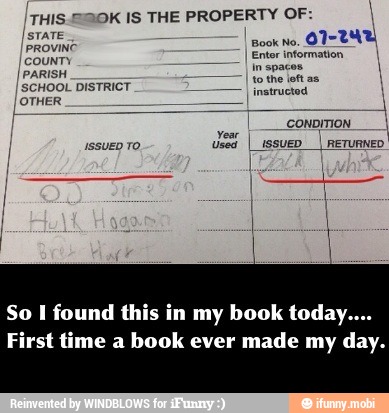 THIS BOOK IS THE PROPERTY OF:
STATE
PROVINC
COUNTY
PARISH
SCHOOL DISTRICT
OTHER
Book No. 07-242
Enter information
in spaces
to the left as
instructed
CONDITION
ISSUED TO
Year
Used
ISSUED
RETURNED
Michael Jackson Black white
OJ Simpson
Hulk Hogan
Bret Hart
So I found this in my book today....
First time a book ever made my day.
Reinvented by WINDBLOWS for iFunny :)
ifunny.mobi